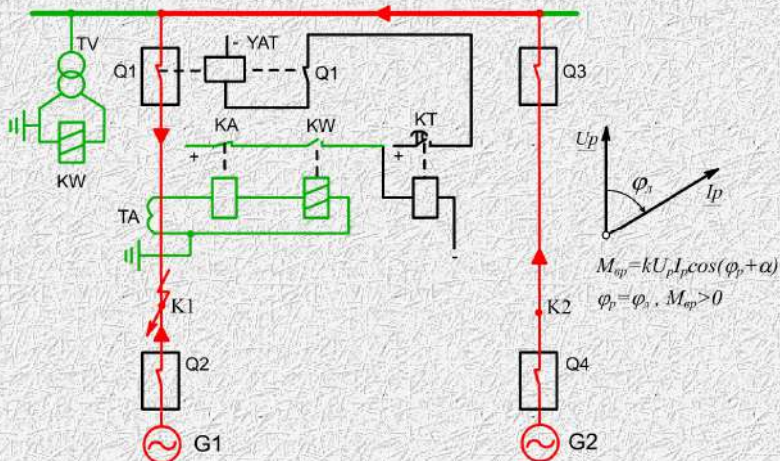 TV
Q1
- YAT
Q1
Q3
KA
KW
KT
+
+
KW
TA
-
Up
φл
Ip
Mвр=kUpIpcos(φp+α)
φp=φл , Mвр>0
K1
K2
Q2
Q4
G1
G2